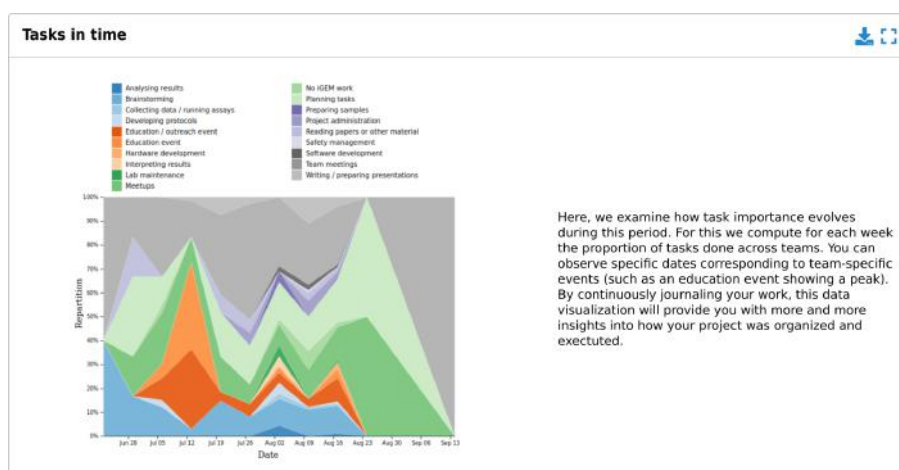 Tasks in time
Analysing results
Brainstorming
Collecting data / running assays
Developing protocols
Education / outreach event
Education event
Hardware development
Interpreting results
Lab maintenance
Meetups
No iGEM work
Planning tasks
Preparing samples
Project administration
Reading papers or other material
Safety management
Software development
Team meetings
Writing / preparing presentations
100%
90%
80%
70%
60%
50%
40%
30%
20%
10%
0%
Repartition
Jun 28 Jul 05 Jul 12 Jul 19 Jul 26 Aug 02 Aug 09 Aug 16 Aug 23 Aug 30 Sep 06 Sep 13
Date
Here, we examine how task importance evolves
during this period. For this we compute for each week
the proportion of tasks done across teams. You can
observe specific dates corresponding to team-specific
events (such as an education event showing a peak).
By continuously journaling your work, this data
visualization will provide you with more and more
insights into how your project was organized and
exectuted.